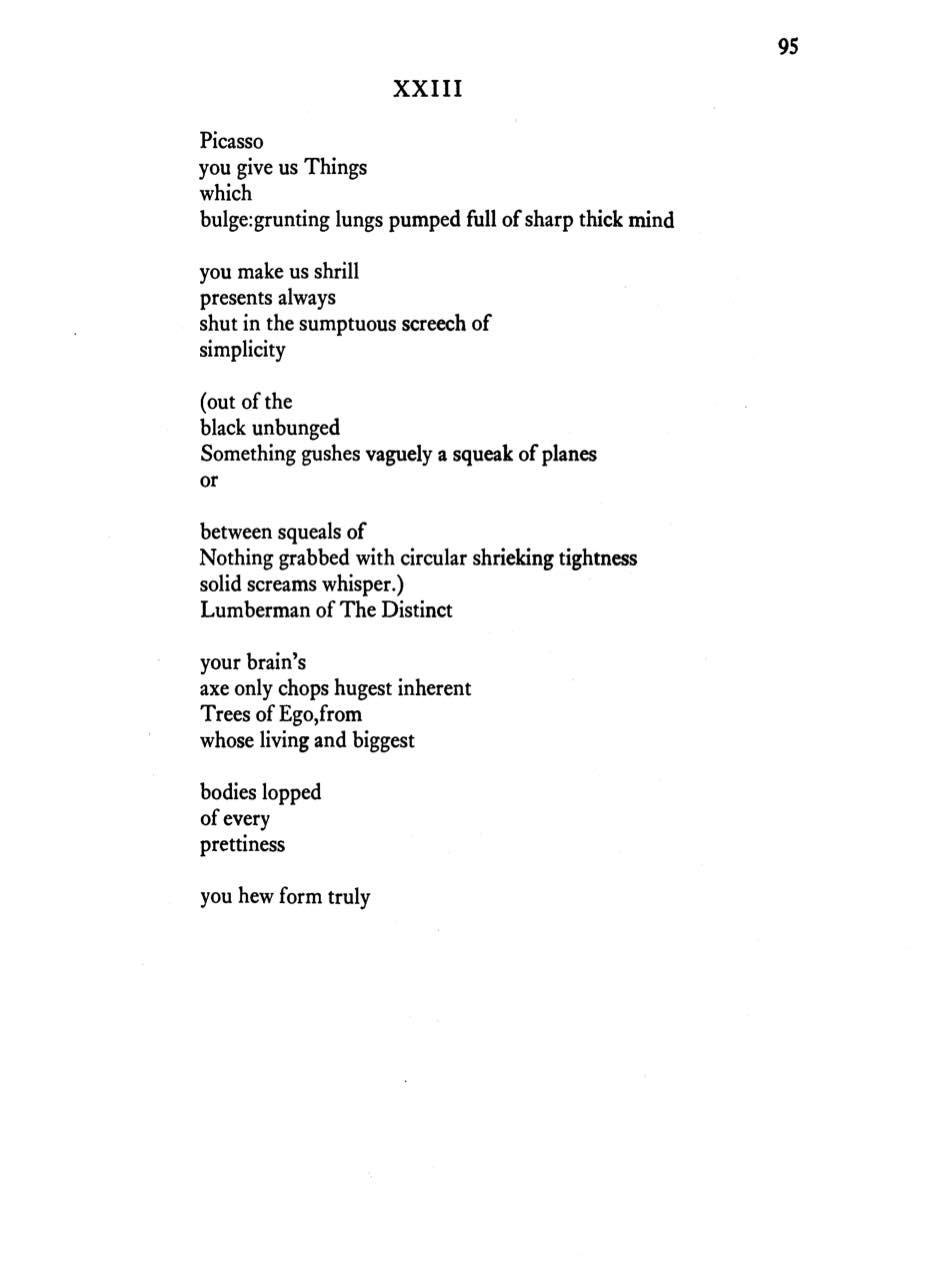 95
XXIII
Picasso
you give us Things
which
bulge:grunting lungs pumped full of sharp thick mind
you make us shrill
presents always
shut in the sumptuous screech of
simplicity
(out of the
black unbunged
Something gushes vaguely a squeak of planes
or
between squeals of
Nothing grabbed with circular shrieking tightness
solid screams whisper.)
Lumberman of The Distinct
your brain's
axe only chops hugest inherent
Trees of Ego,from
whose living and biggest
bodies lopped
of every
prettiness
you hew form truly